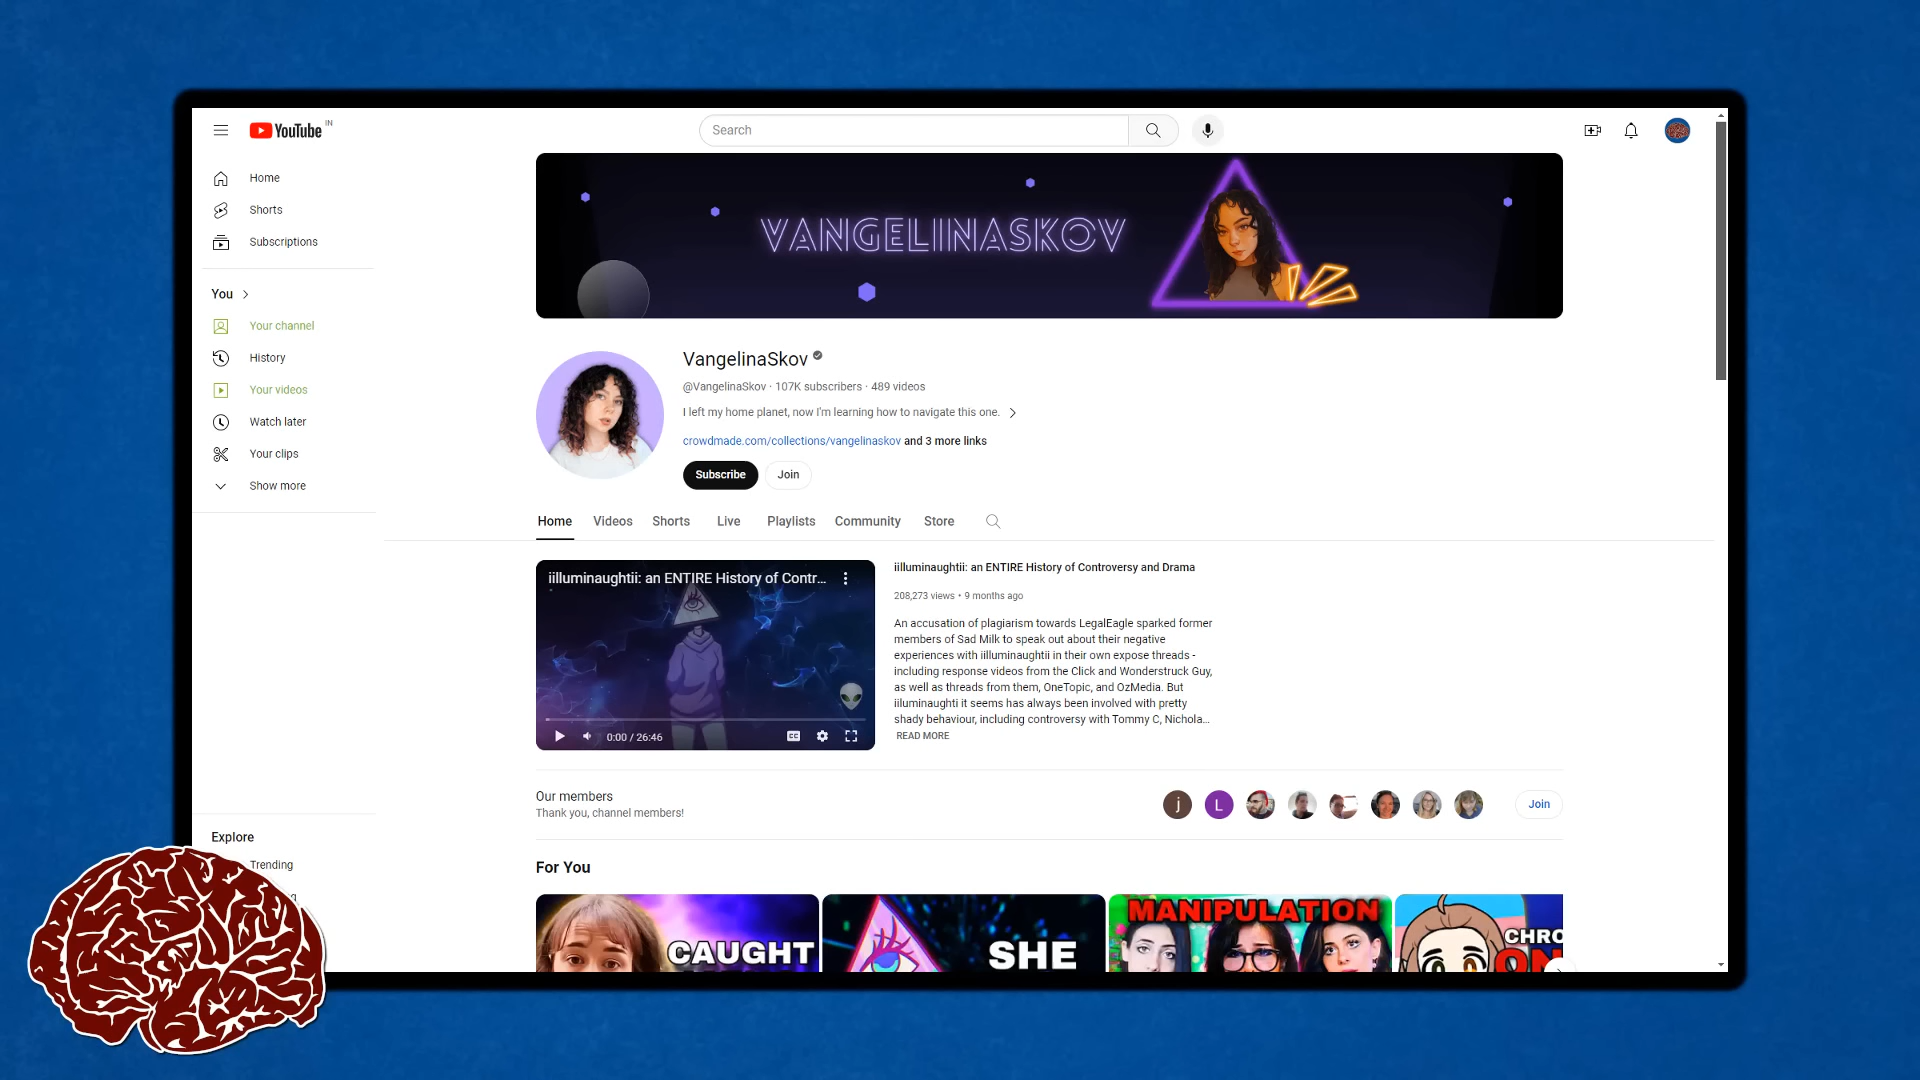 YouTube IN
Search
Home
Shorts
Subscriptions
You
Your channel
History
Your videos
Watch later
Your clips
Show more
Explore
Trending
VANGELINASKOV
VangelinaSkov
@VangelinaSkov · 107K subscribers · 489 videos
I left my home planet, now I'm learning how to navigate this one.
crowdmade.com/collections/vangelinaskov and 3 more links
Subscribe
Join
Home
Videos
Shorts
Live
Playlists
Community
Store
iilluminaughtii: an ENTIRE History of Contr...
0:00 / 26:46
CC
iilluminaughtii: an ENTIRE History of Controversy and Drama
208,273 views • 9 months ago
An accusation of plagiarism towards LegalEagle sparked former
members of Sad Milk to speak out about their negative
experiences with iilluminaughtii in their own expose threads -
including response videos from the Click and Wonderstruck Guy,
as well as threads from them, OneTopic, and OzMedia. But
iiluminaughti it seems has always been involved with pretty
shady behaviour, including controversy with Tommy C, Nichola...
READ MORE
Our members
Thank you, channel members!
j
L
Join
For You
CAUGHT
SHE
MANIPULATION
CHRO
ON